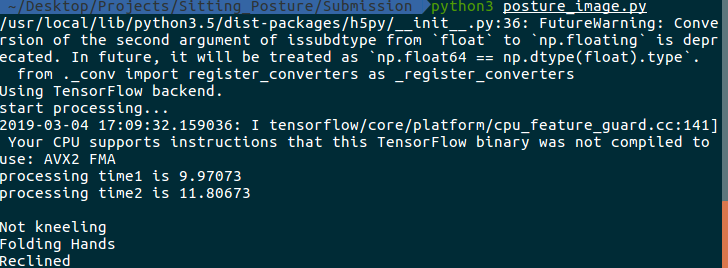 ~/Desktop/Projects/Sitting_Posture/Submission python3 posture_image.py
/usr/local/lib/python3.5/dist-packages/h5py/__init__.py:36: FutureWarning: Conve
rsion of the second argument of issubdtype from `float` to `np.floating` is depr
ecated. In future, it will be treated as `np.float64 == np.dtype(float).type`.
  from ._conv import register_converters as _register_converters
Using TensorFlow backend.
start processing...
2019-03-04 17:09:32.159036: I tensorflow/core/platform/cpu_feature_guard.cc:141]
 Your CPU supports instructions that this TensorFlow binary was not compiled to
use: AVX2 FMA
processing time1 is 9.97073
processing time2 is 11.80673

Not kneeling
Folding Hands
Reclined